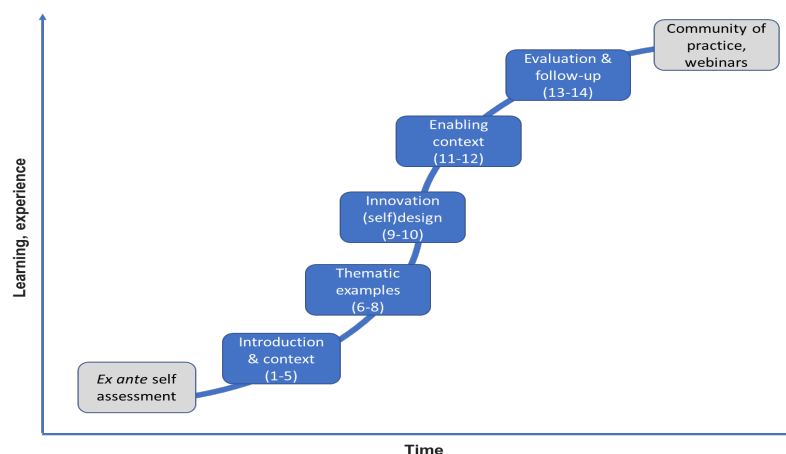 Community of
practice,
webinars
Evaluation &
follow-up
(13-14)
Enabling
context
(11-12)
Innovation
(self)design
(9-10)
Thematic
examples
(6-8)
Introduction
& context
(1-5)
Ex ante self
assessment
Learning, experience
Time